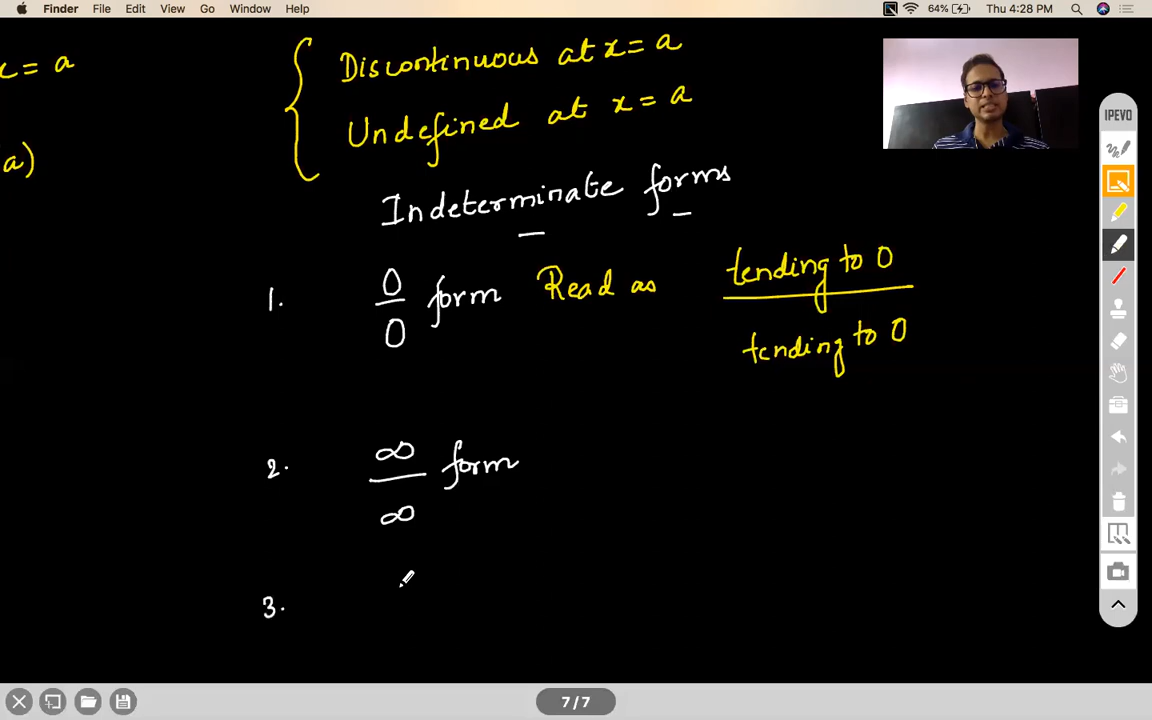 Finder File Edit View Go Window Help 64% Thu 4:28 PM
x = a
a)
Discontinuous at x = a
Undefined at x = a
Indeterminate forms
1. 0/0 form Read as tending to 0 / tending to 0
2. ∞/∞ form
3.
IPEVO
7 / 7